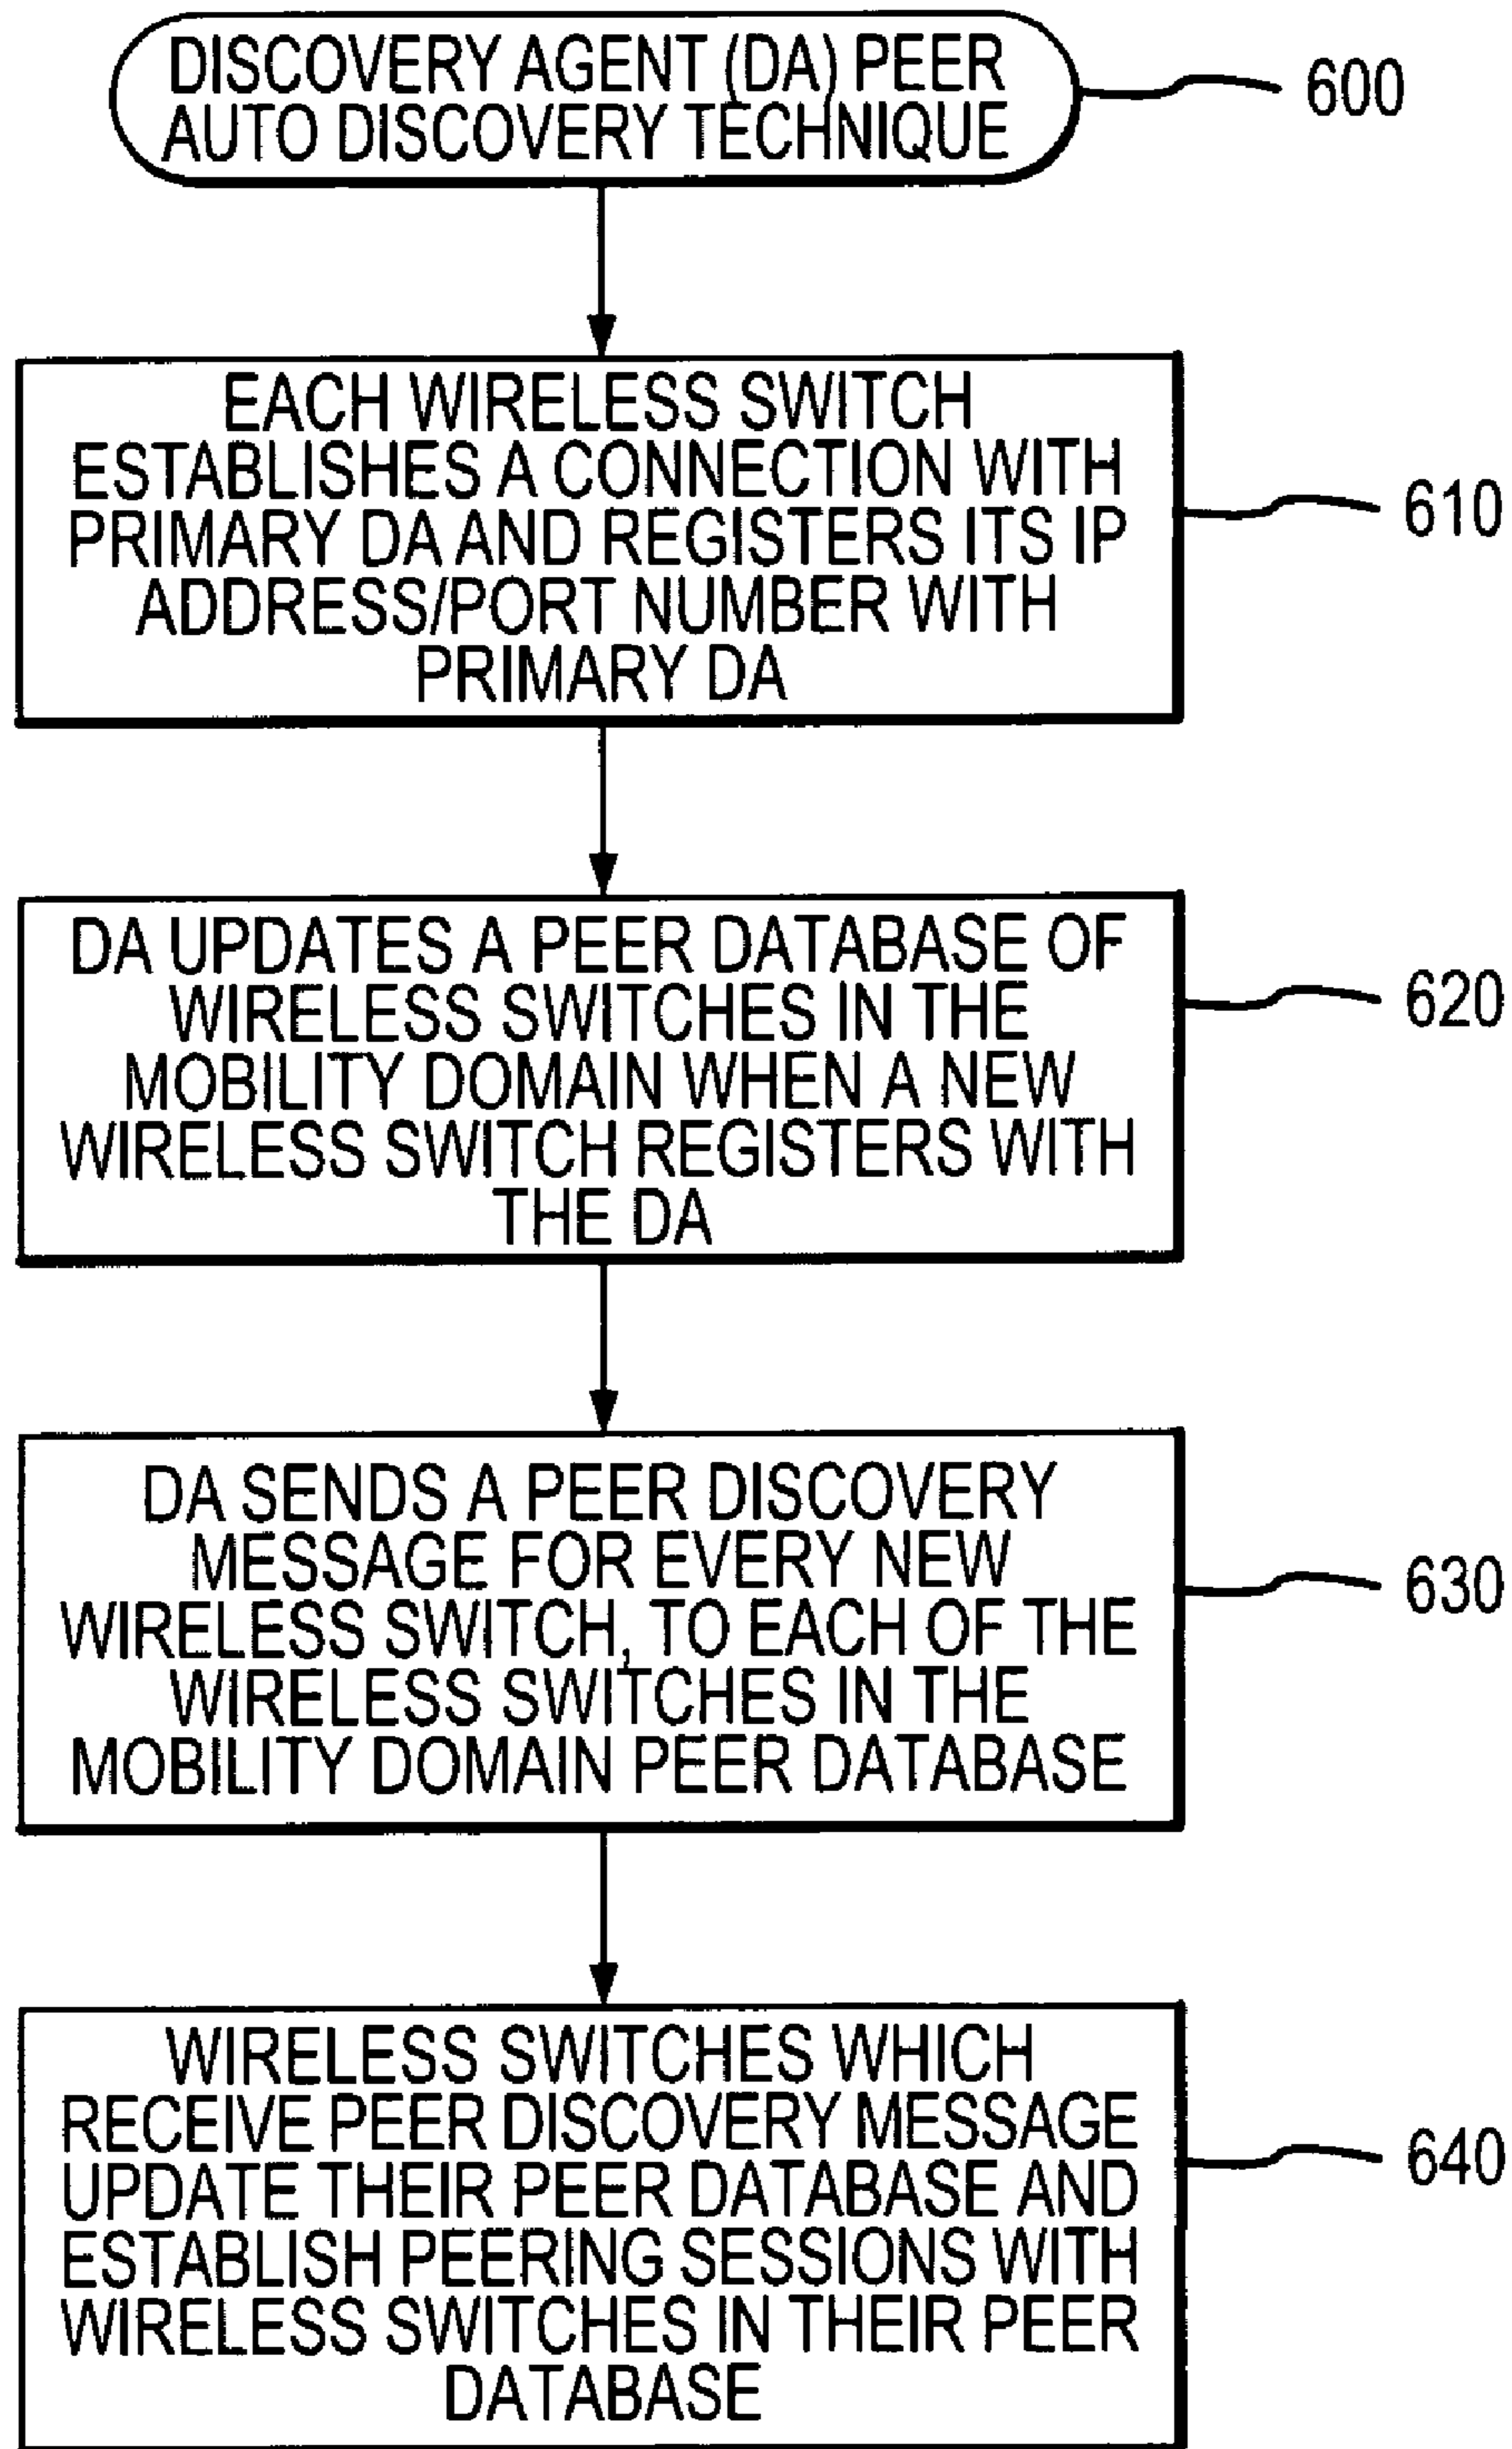 DISCOVERY AGENT (DA) PEER
AUTO DISCOVERY TECHNIQUE
600
EACH WIRELESS SWITCH
ESTABLISHES A CONNECTION WITH
PRIMARY DA AND REGISTERS ITS IP
ADDRESS/PORT NUMBER WITH
PRIMARY DA
610
DA UPDATES A PEER DATABASE OF
WIRELESS SWITCHES IN THE
MOBILITY DOMAIN WHEN A NEW
WIRELESS SWITCH REGISTERS WITH
THE DA
620
DA SENDS A PEER DISCOVERY
MESSAGE FOR EVERY NEW
WIRELESS SWITCH, TO EACH OF THE
WIRELESS SWITCHES IN THE
MOBILITY DOMAIN PEER DATABASE
630
WIRELESS SWITCHES WHICH
RECEIVE PEER DISCOVERY MESSAGE
UPDATE THEIR PEER DATABASE AND
ESTABLISH PEERING SESSIONS WITH
WIRELESS SWITCHES IN THEIR PEER
DATABASE
640